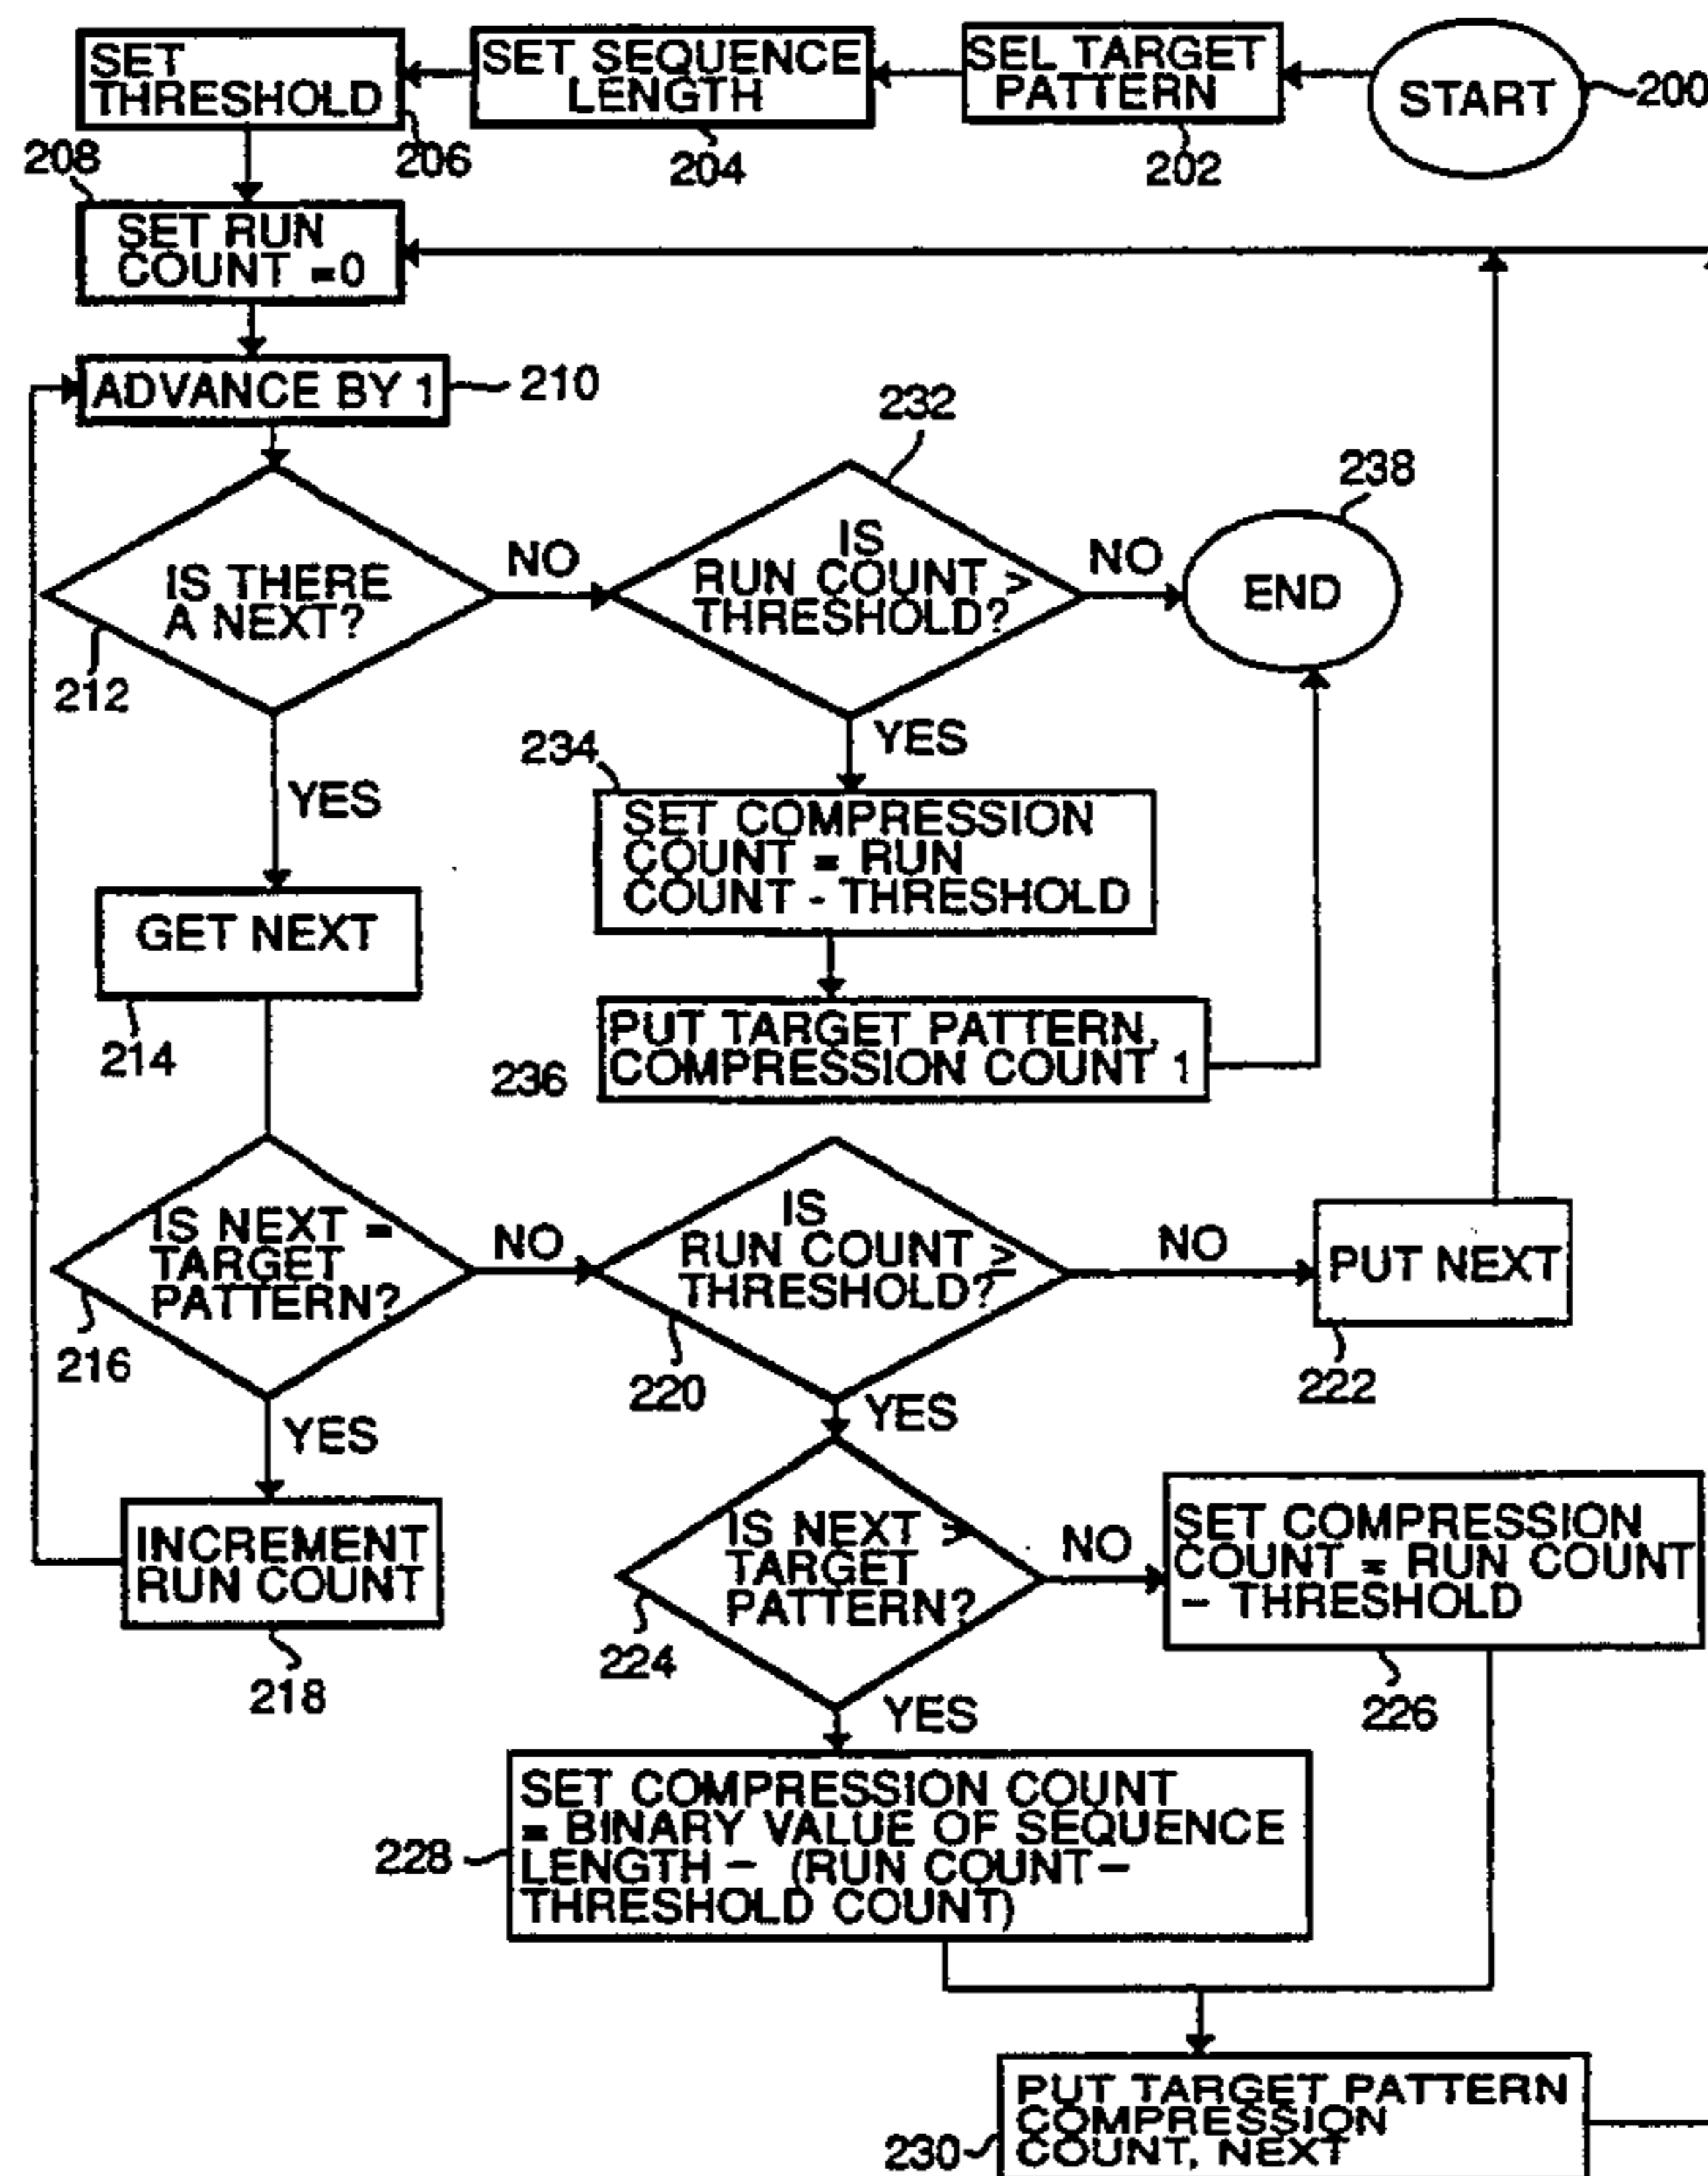 SET
THRESHOLD
SET SEQUENCE
LENGTH
SEL TARGET
PATTERN
START
200
208
206
204
202
SET RUN
COUNT =0
ADVANCE BY 1
210
232
238
IS THERE
A NEXT?
NO
IS
RUN COUNT >
THRESHOLD?
NO
END
212
YES
234
YES
SET COMPRESSION
COUNT = RUN
COUNT - THRESHOLD
GET NEXT
214
236
PUT TARGET PATTERN,
COMPRESSION COUNT 1
IS NEXT =
TARGET
PATTERN?
NO
IS
RUN COUNT ≥
THRESHOLD?
NO
PUT NEXT
216
220
222
YES
YES
INCREMENT
RUN COUNT
218
IS NEXT >
TARGET
PATTERN?
NO
SET COMPRESSION
COUNT = RUN COUNT
- THRESHOLD
224
226
YES
228
SET COMPRESSION COUNT
= BINARY VALUE OF SEQUENCE
LENGTH - (RUN COUNT -
THRESHOLD COUNT)
230
PUT TARGET PATTERN
COMPRESSION
COUNT, NEXT